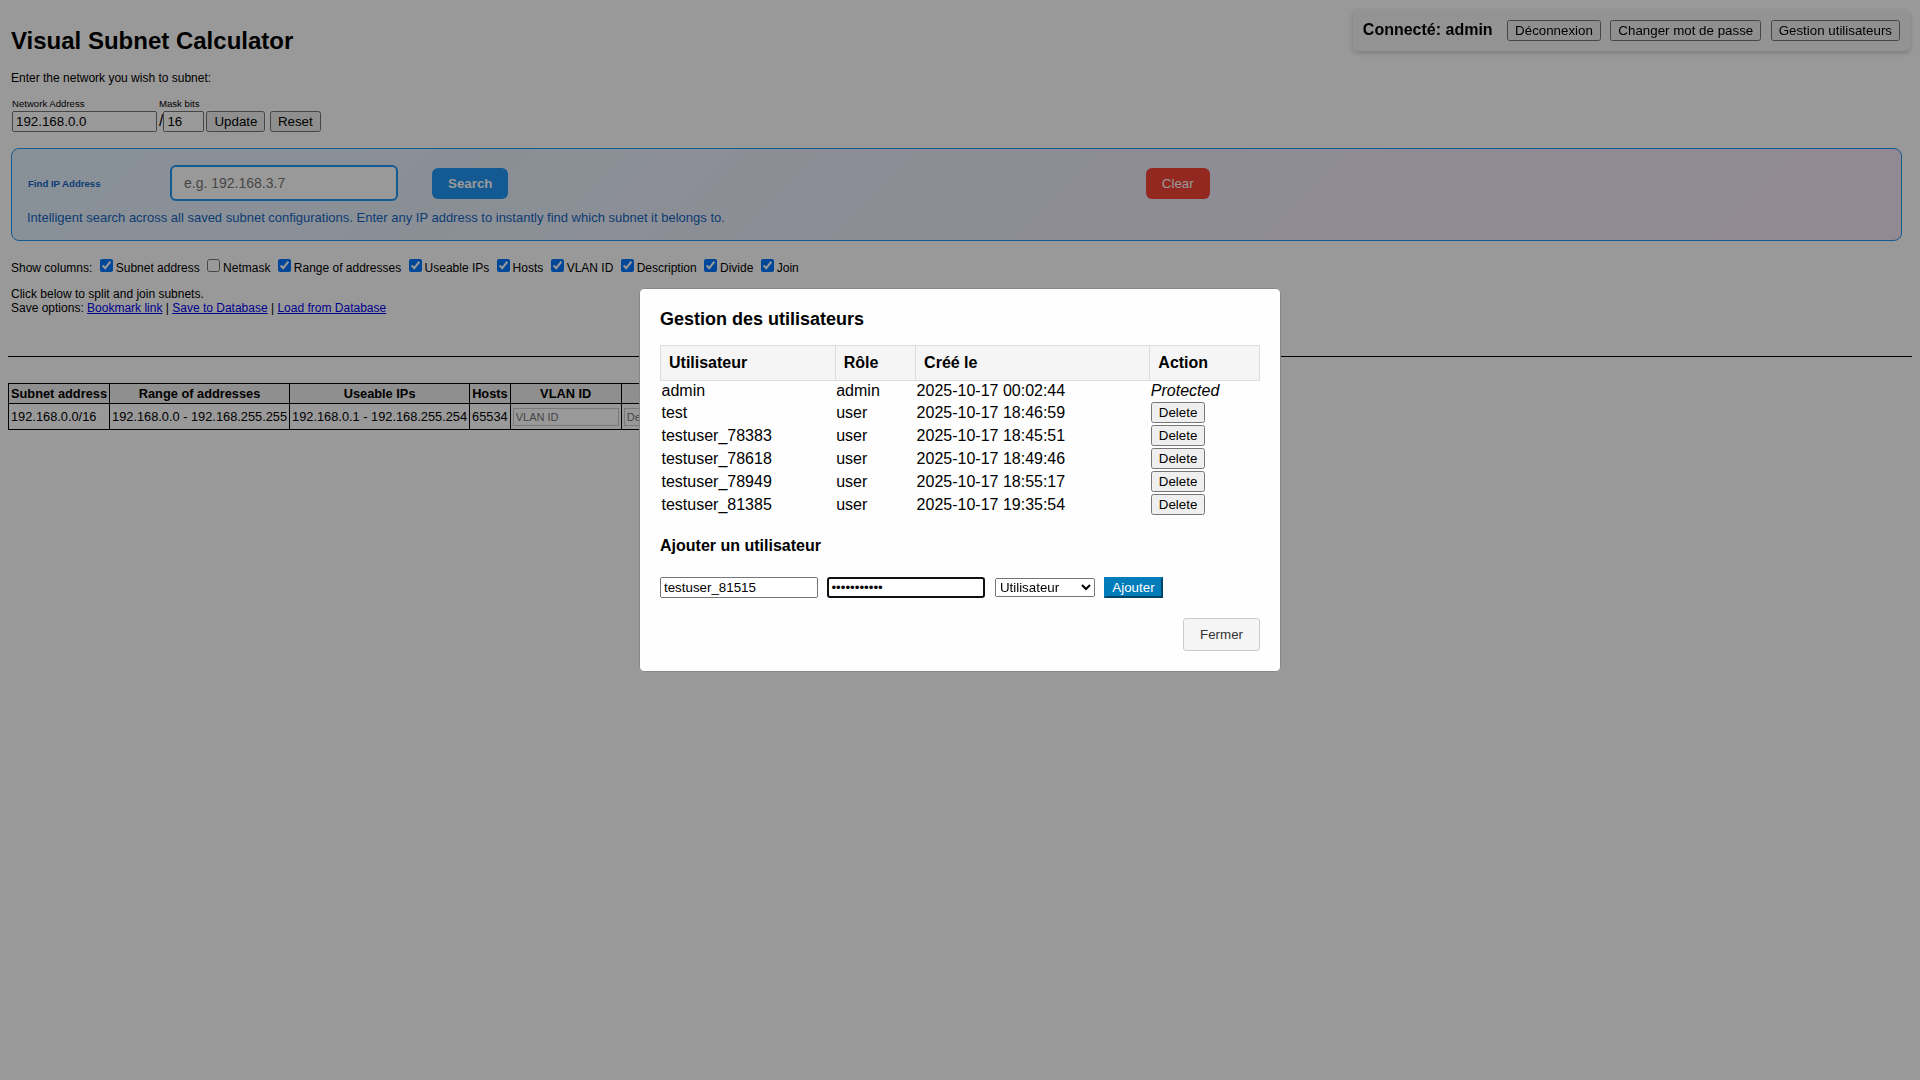 Visual Subnet Calculator
Connecté: admin Déconnexion Changer mot de passe Gestion utilisateurs
Enter the network you wish to subnet:
Network Address Mask bits
192.168.0.0 / 16 Update Reset
Find IP Address e.g. 192.168.3.7 Search Clear
Intelligent search across all saved subnet configurations. Enter any IP address to instantly find which subnet it belongs to.
Show columns: Subnet address Netmask Range of addresses Useable IPs Hosts VLAN ID Description Divide Join
Click below to split and join subnets.
Save options: Bookmark link | Save to Database | Load from Database
Subnet address Range of addresses Useable IPs Hosts VLAN ID
192.168.0.0/16 192.168.0.0 - 192.168.255.255 192.168.0.1 - 192.168.255.254 65534 VLAN ID De
Gestion des utilisateurs
Utilisateur Rôle Créé le Action
admin admin 2025-10-17 00:02:44 Protected
test user 2025-10-17 18:46:59 Delete
testuser_78383 user 2025-10-17 18:45:51 Delete
testuser_78618 user 2025-10-17 18:49:46 Delete
testuser_78949 user 2025-10-17 18:55:17 Delete
testuser_81385 user 2025-10-17 19:35:54 Delete
Ajouter un utilisateur
testuser_81515 ••••••••••• Utilisateur Ajouter
Fermer